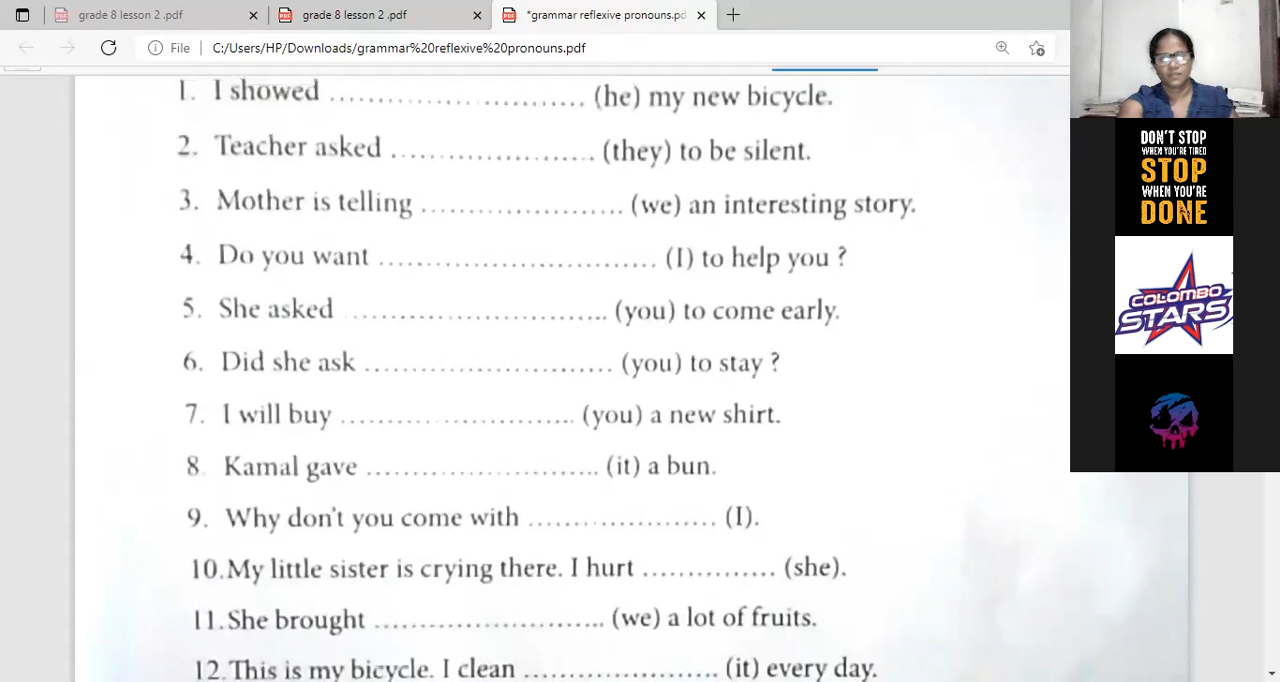 grade 8 lesson 2 .pdf
grade 8 lesson 2 .pdf
*grammar reflexive pronouns.pd
File
C:/Users/HP/Downloads/grammar%20reflexive%20pronouns.pdf
1. I showed .............................. (he) my new bicycle.
2. Teacher asked ........................ (they) to be silent.
3. Mother is telling ........................ (we) an interesting story.
4. Do you want ................................ (I) to help you ?
5. She asked .............................. (you) to come early.
6. Did she ask ............................ (you) to stay ?
7. I will buy .......................... (you) a new shirt.
8 Kamal gave .......................... (it) a bun.
9. Why don't you come with ..................... (I).
10.My little sister is crying there. I hurt ............... (she).
11.She brought .......................... (we) a lot of fruits.
12.This is my bicycle. I clean ...................... (it) every day.
DON'T STOP
WHEN YOU'RE TIRED
STOP
WHEN YOU'RE
DONE
COLOMBO
STARS